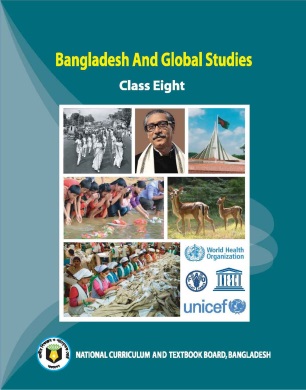 Bangladesh And Global Studies
Class Eight
World Health
Organization
unicef
NATIONAL CURRICULUM AND TEXTBOOK BOARD, BANGLADESH